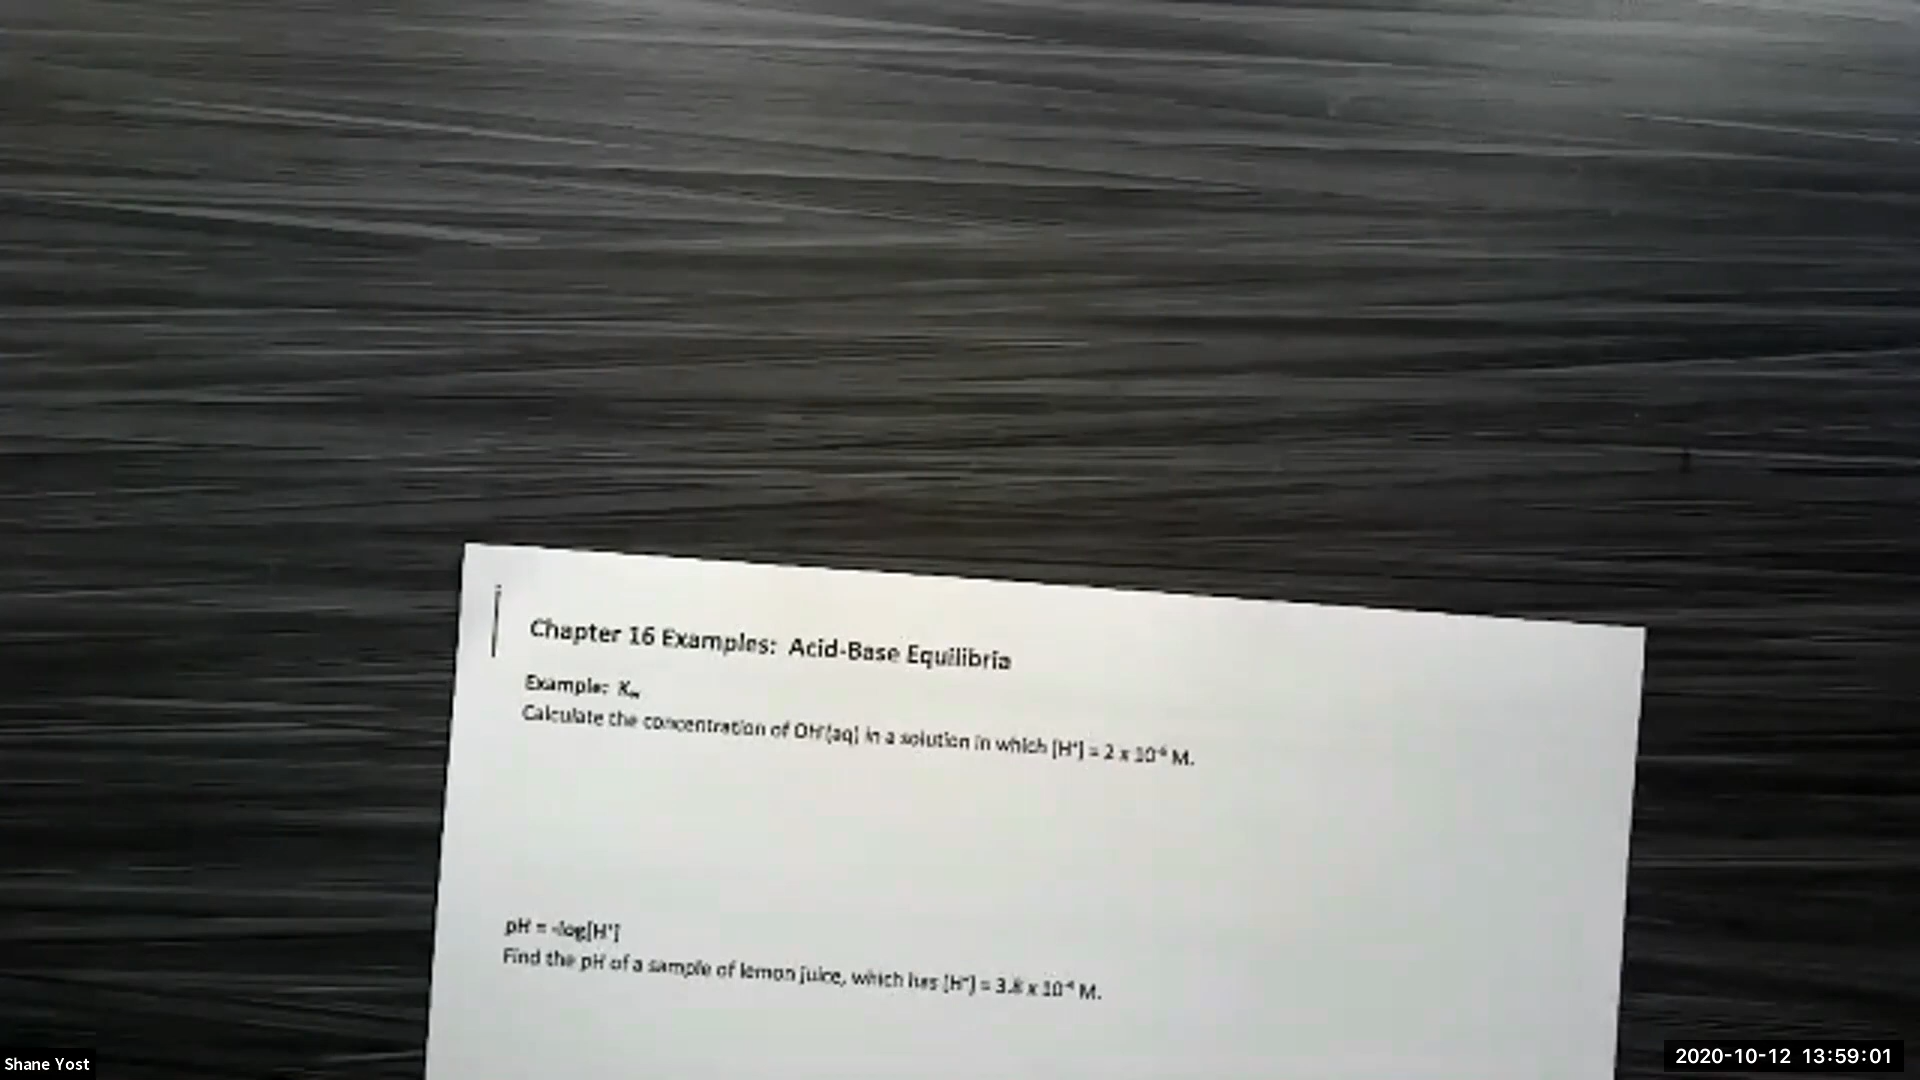 Chapter 16 Examples: Acid-Base Equilibria
Example: Kw
Calculate the concentration of OH⁻(aq) in a solution in which [H⁺] = 2 x 10⁻⁶ M.
pH = -log[H⁺]
Find the pH of a sample of lemon juice, which has [H⁺] = 3.8 x 10⁻⁴ M.
Shane Yost
2020-10-12 13:59:01